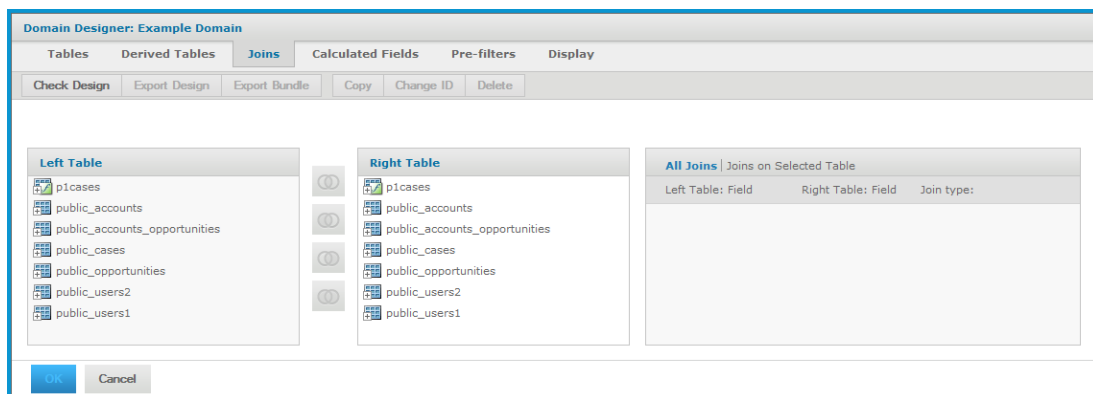 Domain Designer: Example Domain
Tables Derived Tables Joins Calculated Fields Pre-filters Display
Check Design Export Design Export Bundle Copy Change ID Delete
Left Table
p1cases
public_accounts
public_accounts_opportunities
public_cases
public_opportunities
public_users2
public_users1
Right Table
p1cases
public_accounts
public_accounts_opportunities
public_cases
public_opportunities
public_users2
public_users1
All Joins | Joins on Selected Table
Left Table: Field Right Table: Field Join type:
OK Cancel